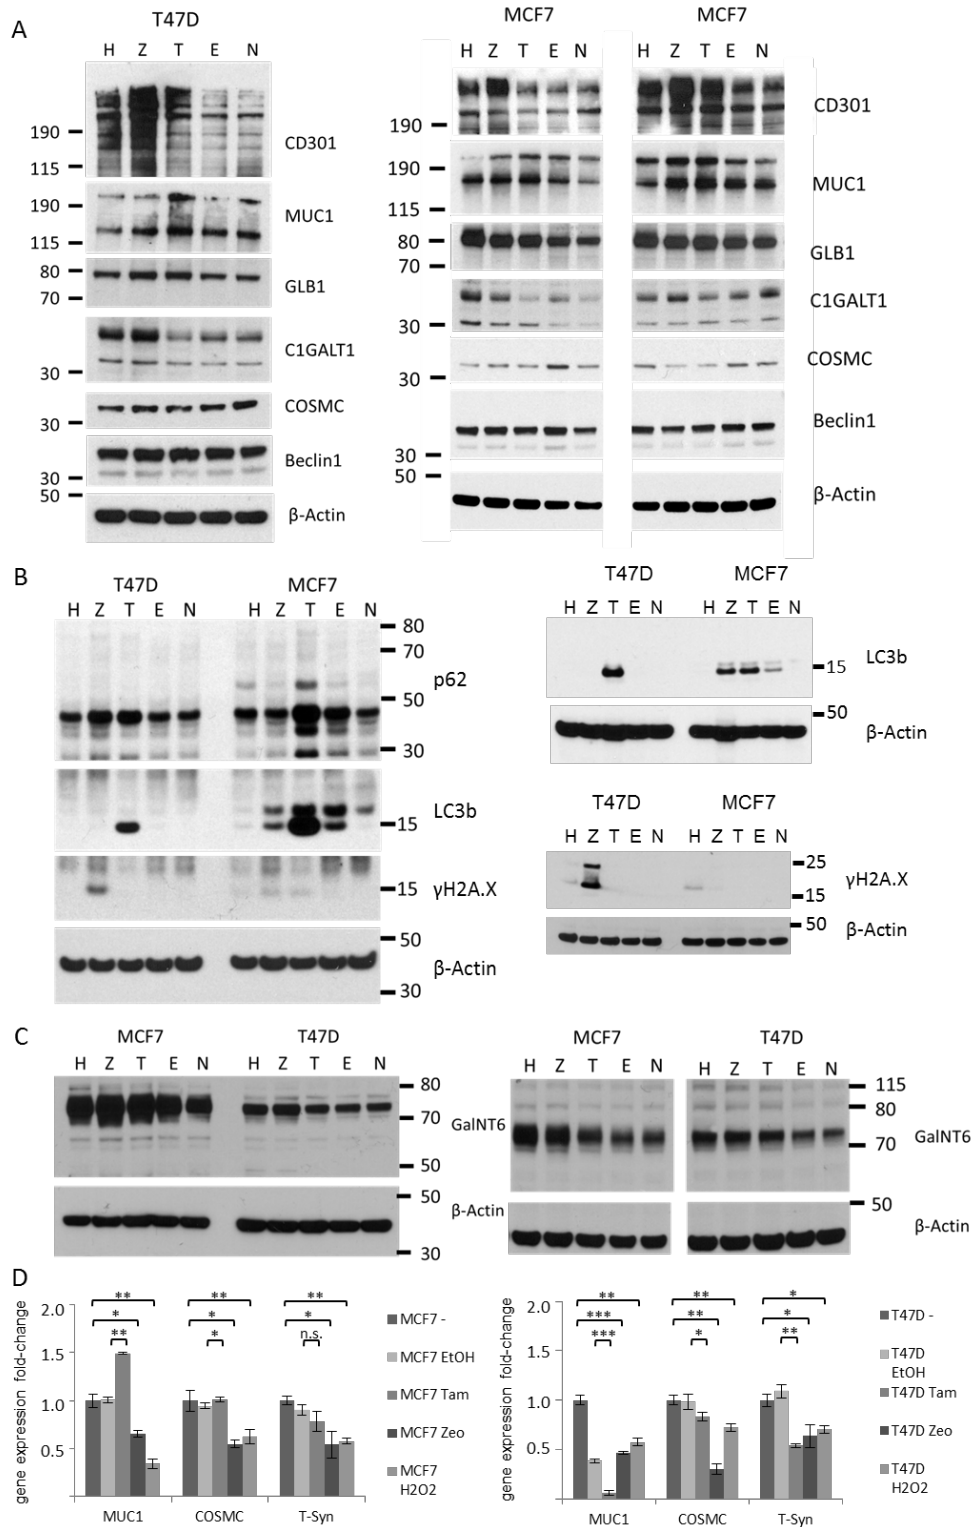 A
T47D
MCF7
MCF7
H Z T E N
H Z T E N
H Z T E N
190
115
CD301
190
CD301
190
115
MUC1
190
115
MUC1
80
70
GLB1
80
70
GLB1
30
C1GALT1
30
C1GALT1
30
COSMC
30
COSMC
30
Beclin1
30
Beclin1
50
β-Actin
50
β-Actin
B
T47D
MCF7
H Z T E N
H Z T E N
80
70
50
30
p62
15
LC3b
15
γH2A.X
50
30
β-Actin
T47D
MCF7
H Z T E N
H Z T E N
15
LC3b
50
β-Actin
T47D
MCF7
H Z T E N
H Z T E N
25
15
γH2A.X
50
β-Actin
C
MCF7
T47D
H Z T E N
H Z T E N
80
70
50
GalNT6
50
30
β-Actin
MCF7
T47D
H Z T E N
H Z T E N
115
80
70
GalNT6
50
β-Actin
D
gene expression fold-change
2.0
1.5
1.0
0.5
** * **
** * *
** * n.s.
MUC1 COSMC T-Syn
MCF7 -
MCF7 EtOH
MCF7 Tam
MCF7 Zeo
MCF7
H2O2
gene expression fold-change
2.0
1.5
1.0
0.5
** *** ***
** ** *
* * **
MUC1 COSMC T-Syn
T47D -
T47D
EtOH
T47D Tam
T47D Zeo
T47D
H2O2